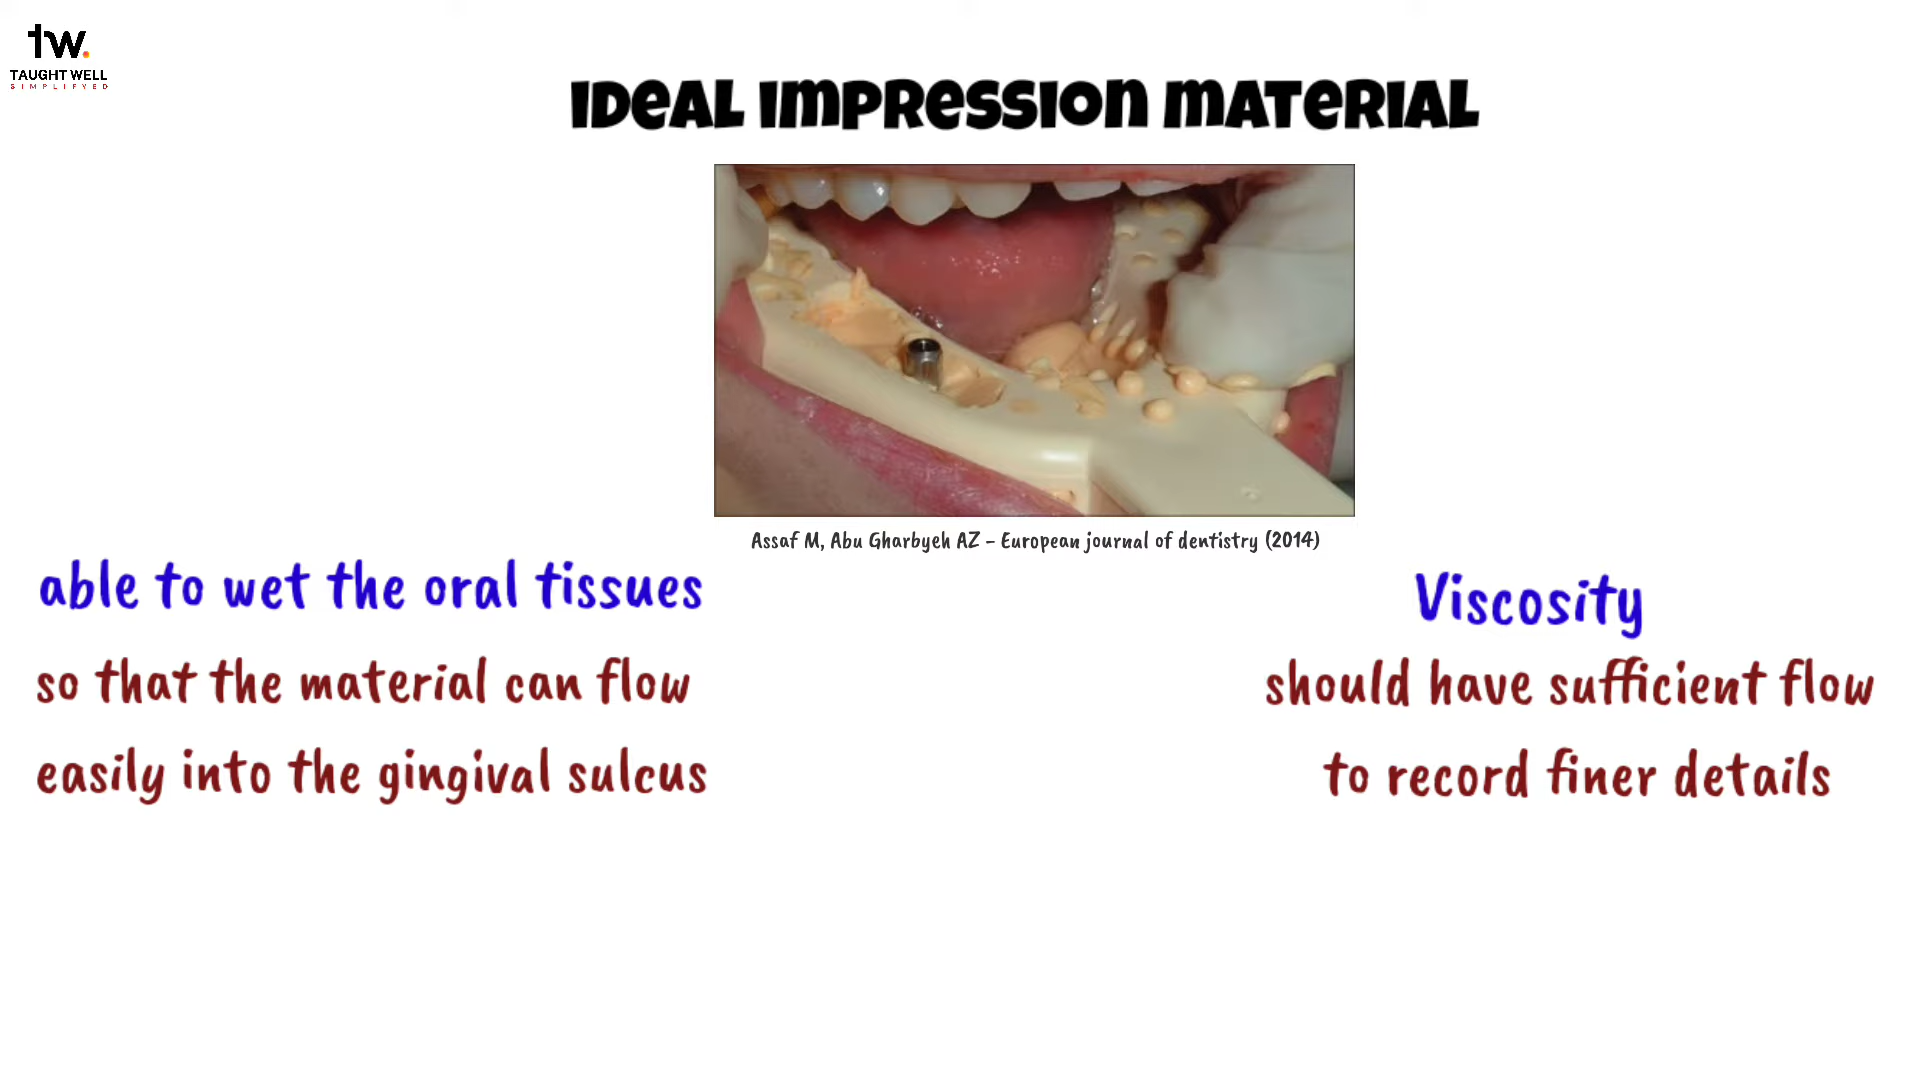 tw.
TAUGHT WELL
SIMPLIFYED
IDEAL IMPRESSION MATERIAL
Assaf M, Abu Gharbyeh AZ - European journal of dentistry (2014)
able to wet the oral tissues
so that the material can flow
easily into the gingival sulcus
Viscosity
should have sufficient flow
to record finer details